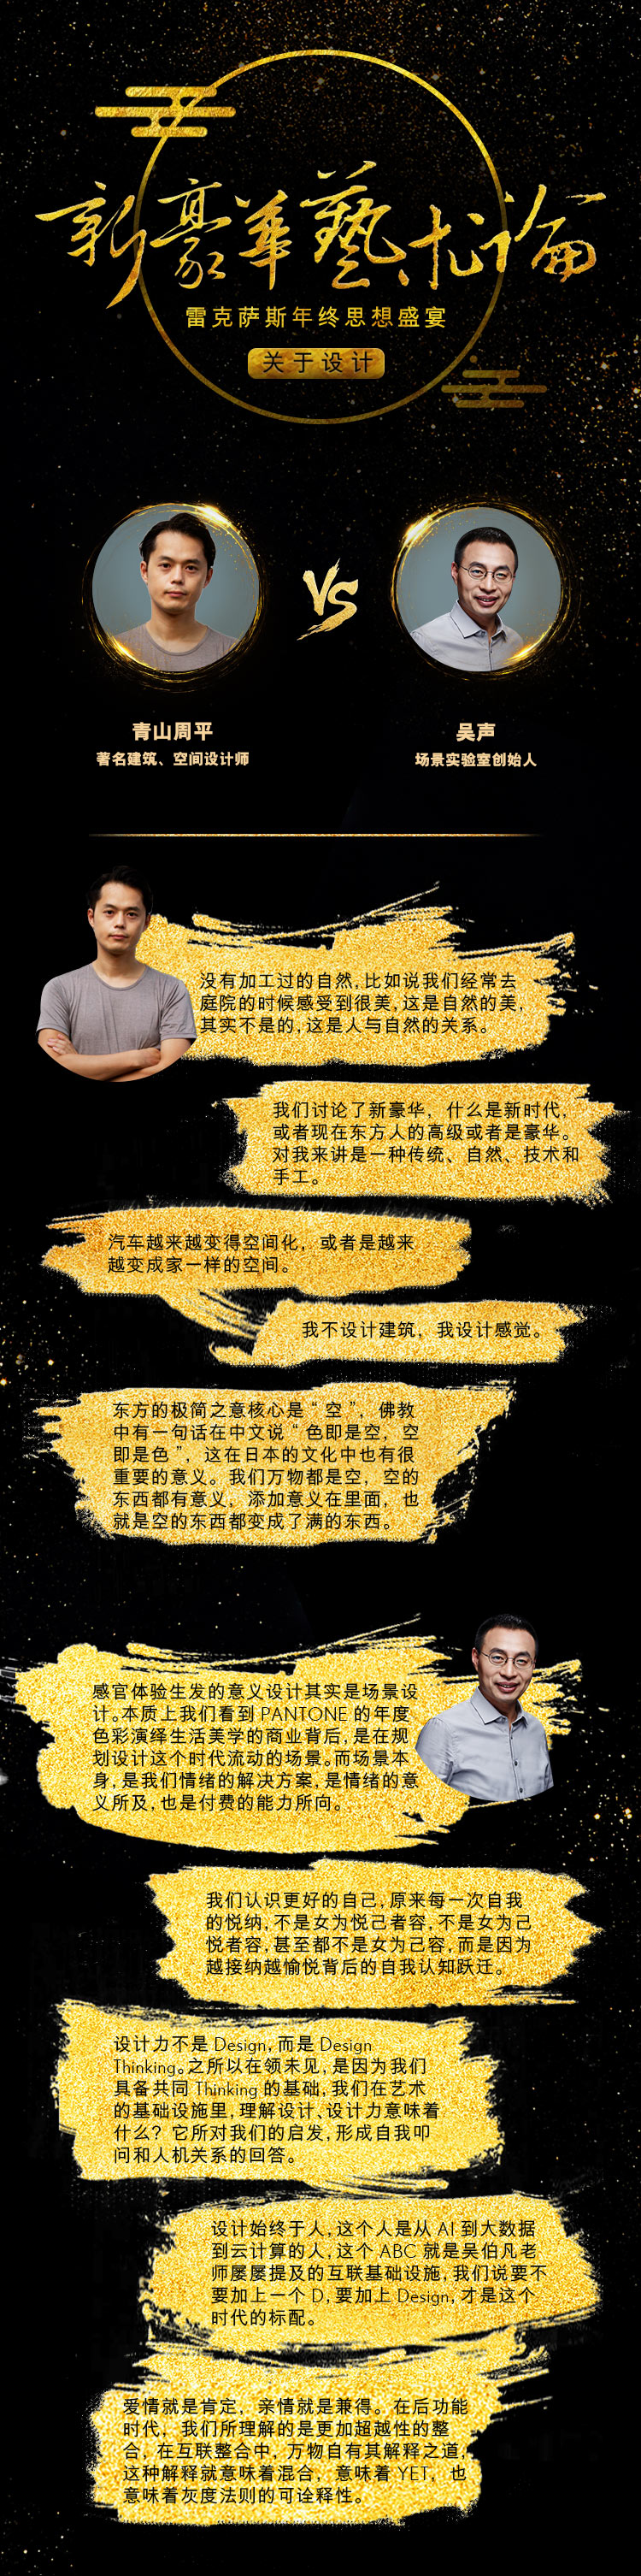 新豪華藝术论
雷克萨斯年终思想盛宴
关于设计
VS
青山周平
著名建筑、空间设计师
吴声
场景实验室创始人
没有加工过的自然,比如说我们经常去
庭院的时候感受到很美,这是自然的美,
其实不是的,这是人与自然的关系。
我们讨论了新豪华，什么是新时代，
或者现在东方人的高级或者是豪华。
对我来讲是一种传统、自然、技术和
手工。
汽车越来越变得空间化，或者是越来
越变成家一样的空间。
我不设计建筑，我设计感觉。
东方的极简之意核心是“空”，佛教
中有一句话在中文说“色即是空，空
即是色”，这在日本的文化中也有很
重要的意义。我们万物都是空，空的
东西都有意义，添加意义在里面，也
就是空的东西都变成了满的东西。
感官体验生发的意义设计其实是场景设
计。本质上我们看到 PANTONE 的年度
色彩演绎生活美学的商业背后,是在规
划设计这个时代流动的场景。而场景本
身,是我们情绪的解决方案,是情绪的意
义所及,也是付费的能力所向。
我们认识更好的自己,原来每一次自我
的悦纳,不是女为悦己者容,不是女为己
悦者容,甚至都不是女为己容,而是因为
越接纳越愉悦背后的自我认知跃迁。
设计力不是 Design, 而是 Design
Thinking。之所以在领未见,是因为我们
具备共同 Thinking 的基础,我们在艺术
的基础设施里,理解设计、设计力意味着
什么？它所对我们的启发,形成自我叩
问和人机关系的回答。
设计始终于人,这个人是从 AI 到大数据
到云计算的人,这个 ABC 就是吴伯凡老
师屡屡提及的互联基础设施,我们说要不
要加上一个 D,要加上 Design,才是这个
时代的标配。
爱情就是肯定，亲情就是兼得。在后功能
时代，我们所理解的是更加超越性的整
合，在互联整合中，万物自有其解释之道,
这种解释就意味着混合，意味着 YET，也
意味着灰度法则的可诠释性。